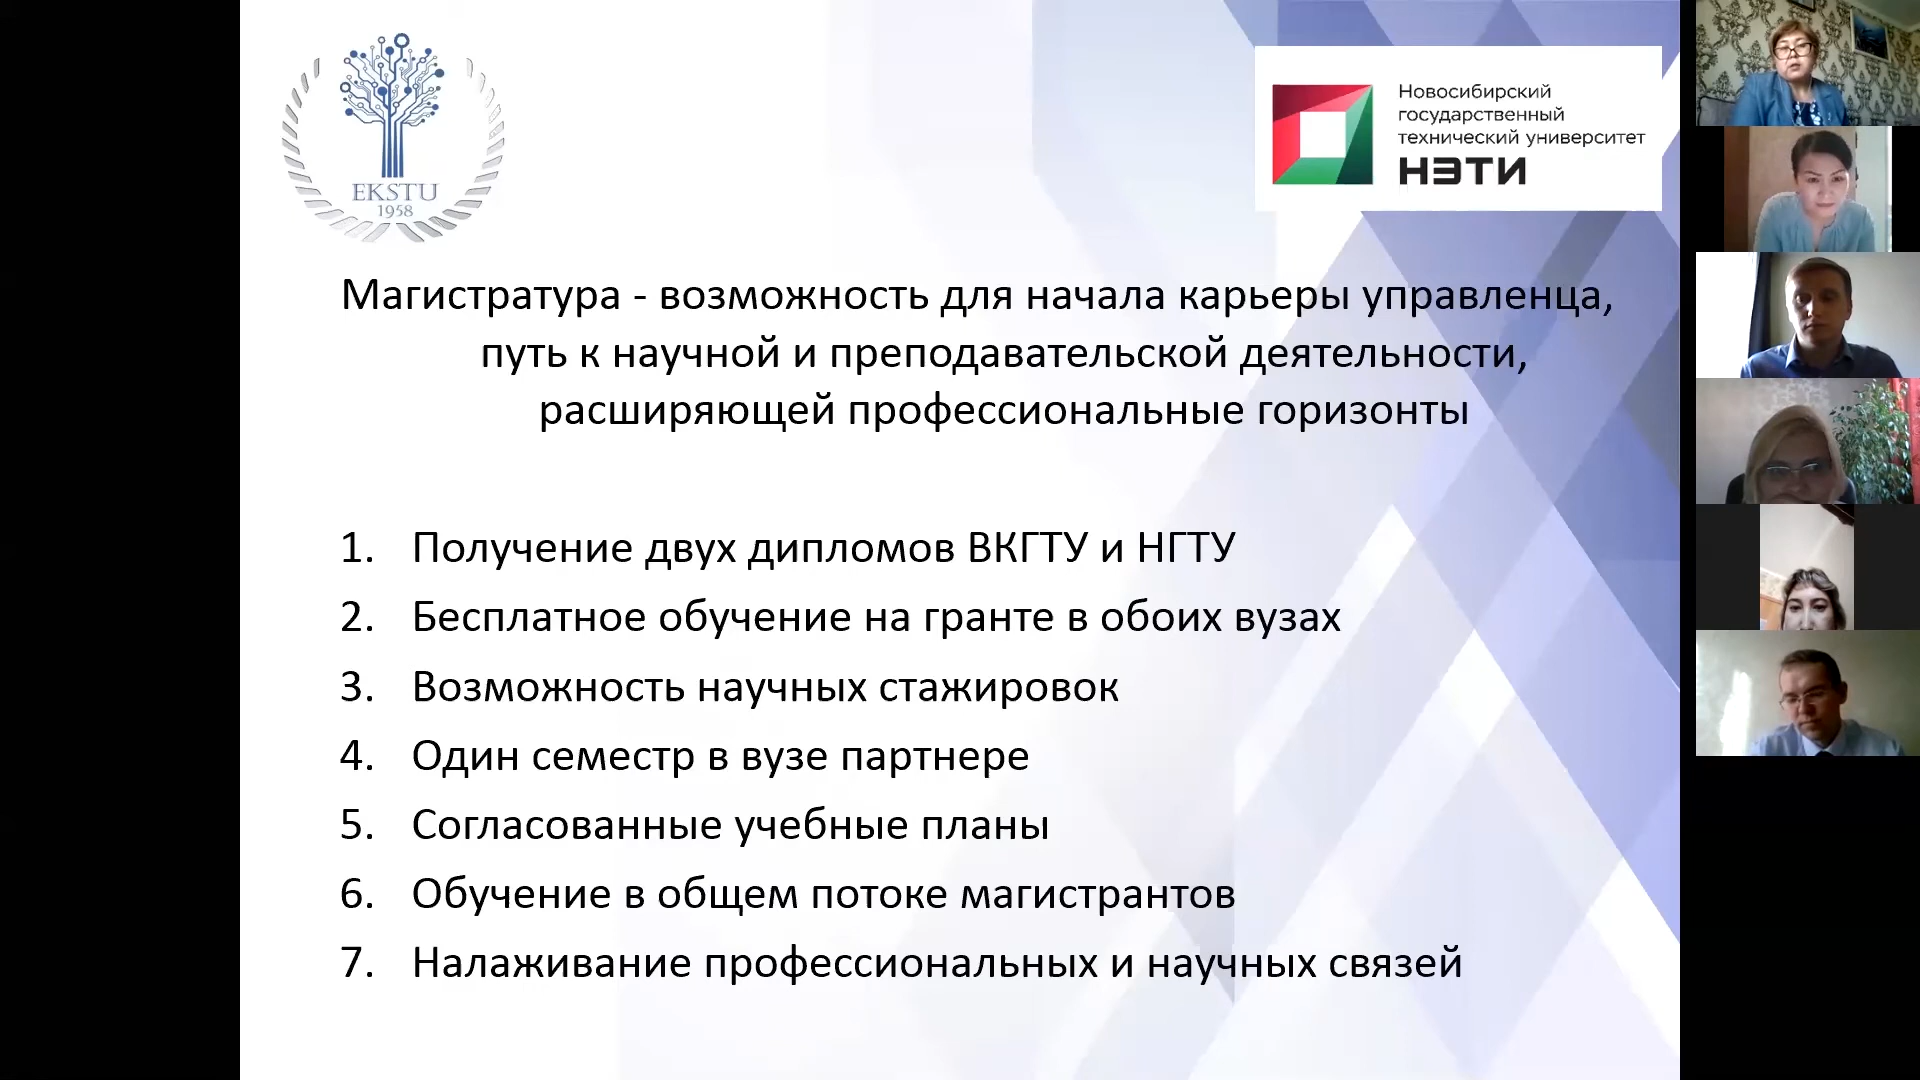 EKSTU
1958
Новосибирский
государственный
технический университет
НЭТИ
Магистратура - возможность для начала карьеры управленца,
путь к научной и преподавательской деятельности,
расширяющей профессиональные горизонты
1. Получение двух дипломов ВКГТУ и НГТУ
2. Бесплатное обучение на гранте в обоих вузах
3. Возможность научных стажировок
4. Один семестр в вузе партнере
5. Согласованные учебные планы
6. Обучение в общем потоке магистрантов
7. Налаживание профессиональных и научных связей